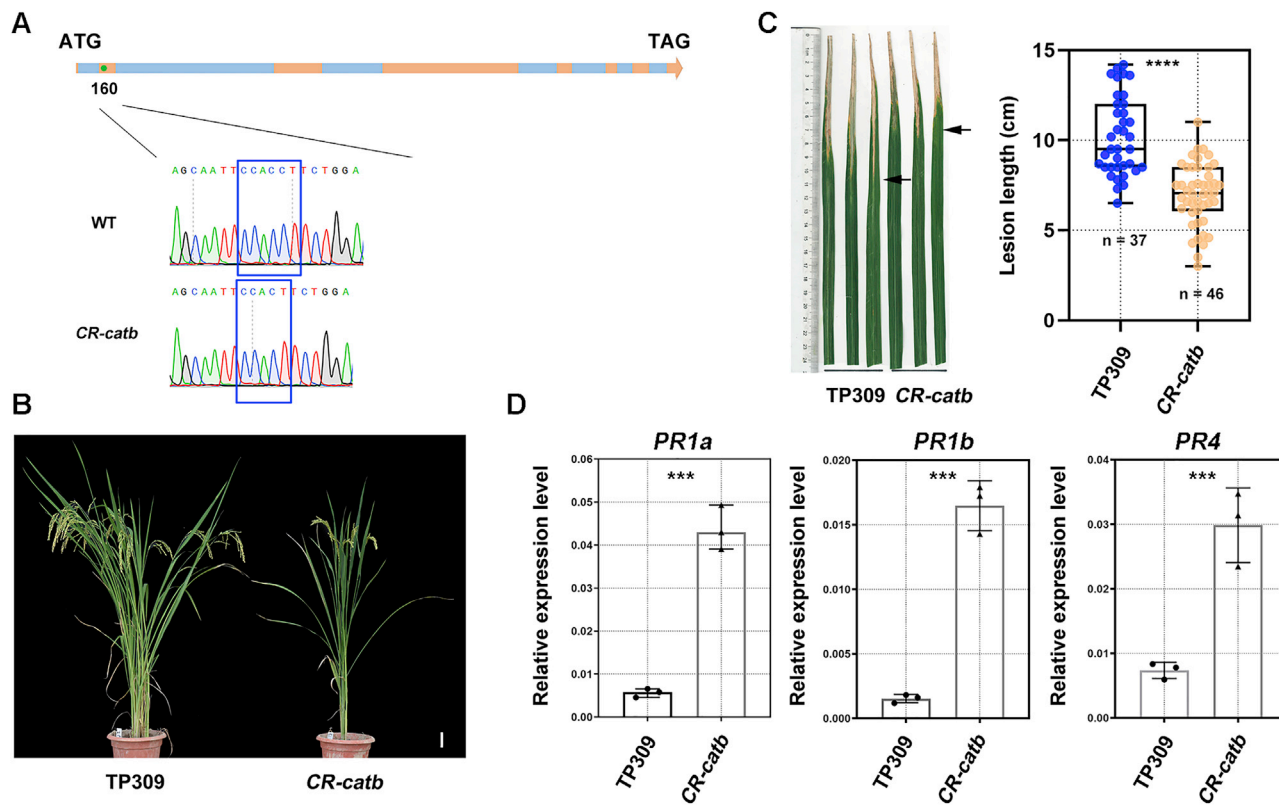 A
ATG
TAG
160
AGCAATTCCACCTTCTGGA
WT
AGCAATTCCACTTCTGGA
CR-catb
B
TP309
CR-catb
C
TP309
CR-catb
Lesion length (cm)
15
10
5
0
****
n = 37
n = 46
TP309
CR-catb
D
PR1a
Relative expression level
0.06
0.05
0.04
0.03
0.02
0.01
0.00
***
TP309
CR-catb
PR1b
Relative expression level
0.020
0.015
0.010
0.005
0.000
***
TP309
CR-catb
PR4
Relative expression level
0.04
0.03
0.02
0.01
0.00
***
TP309
CR-catb